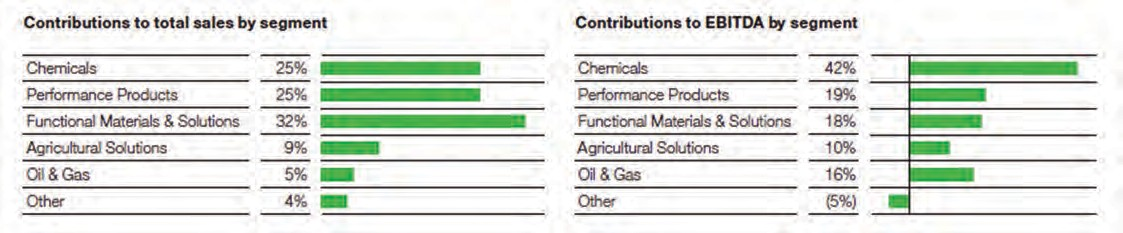 Contributions to total sales by segment
Chemicals 25%
Performance Products 25%
Functional Materials & Solutions 32%
Agricultural Solutions 9%
Oil & Gas 5%
Other 4%
Contributions to EBITDA by segment
Chemicals 42%
Performance Products 19%
Functional Materials & Solutions 18%
Agricultural Solutions 10%
Oil & Gas 16%
Other (5%)